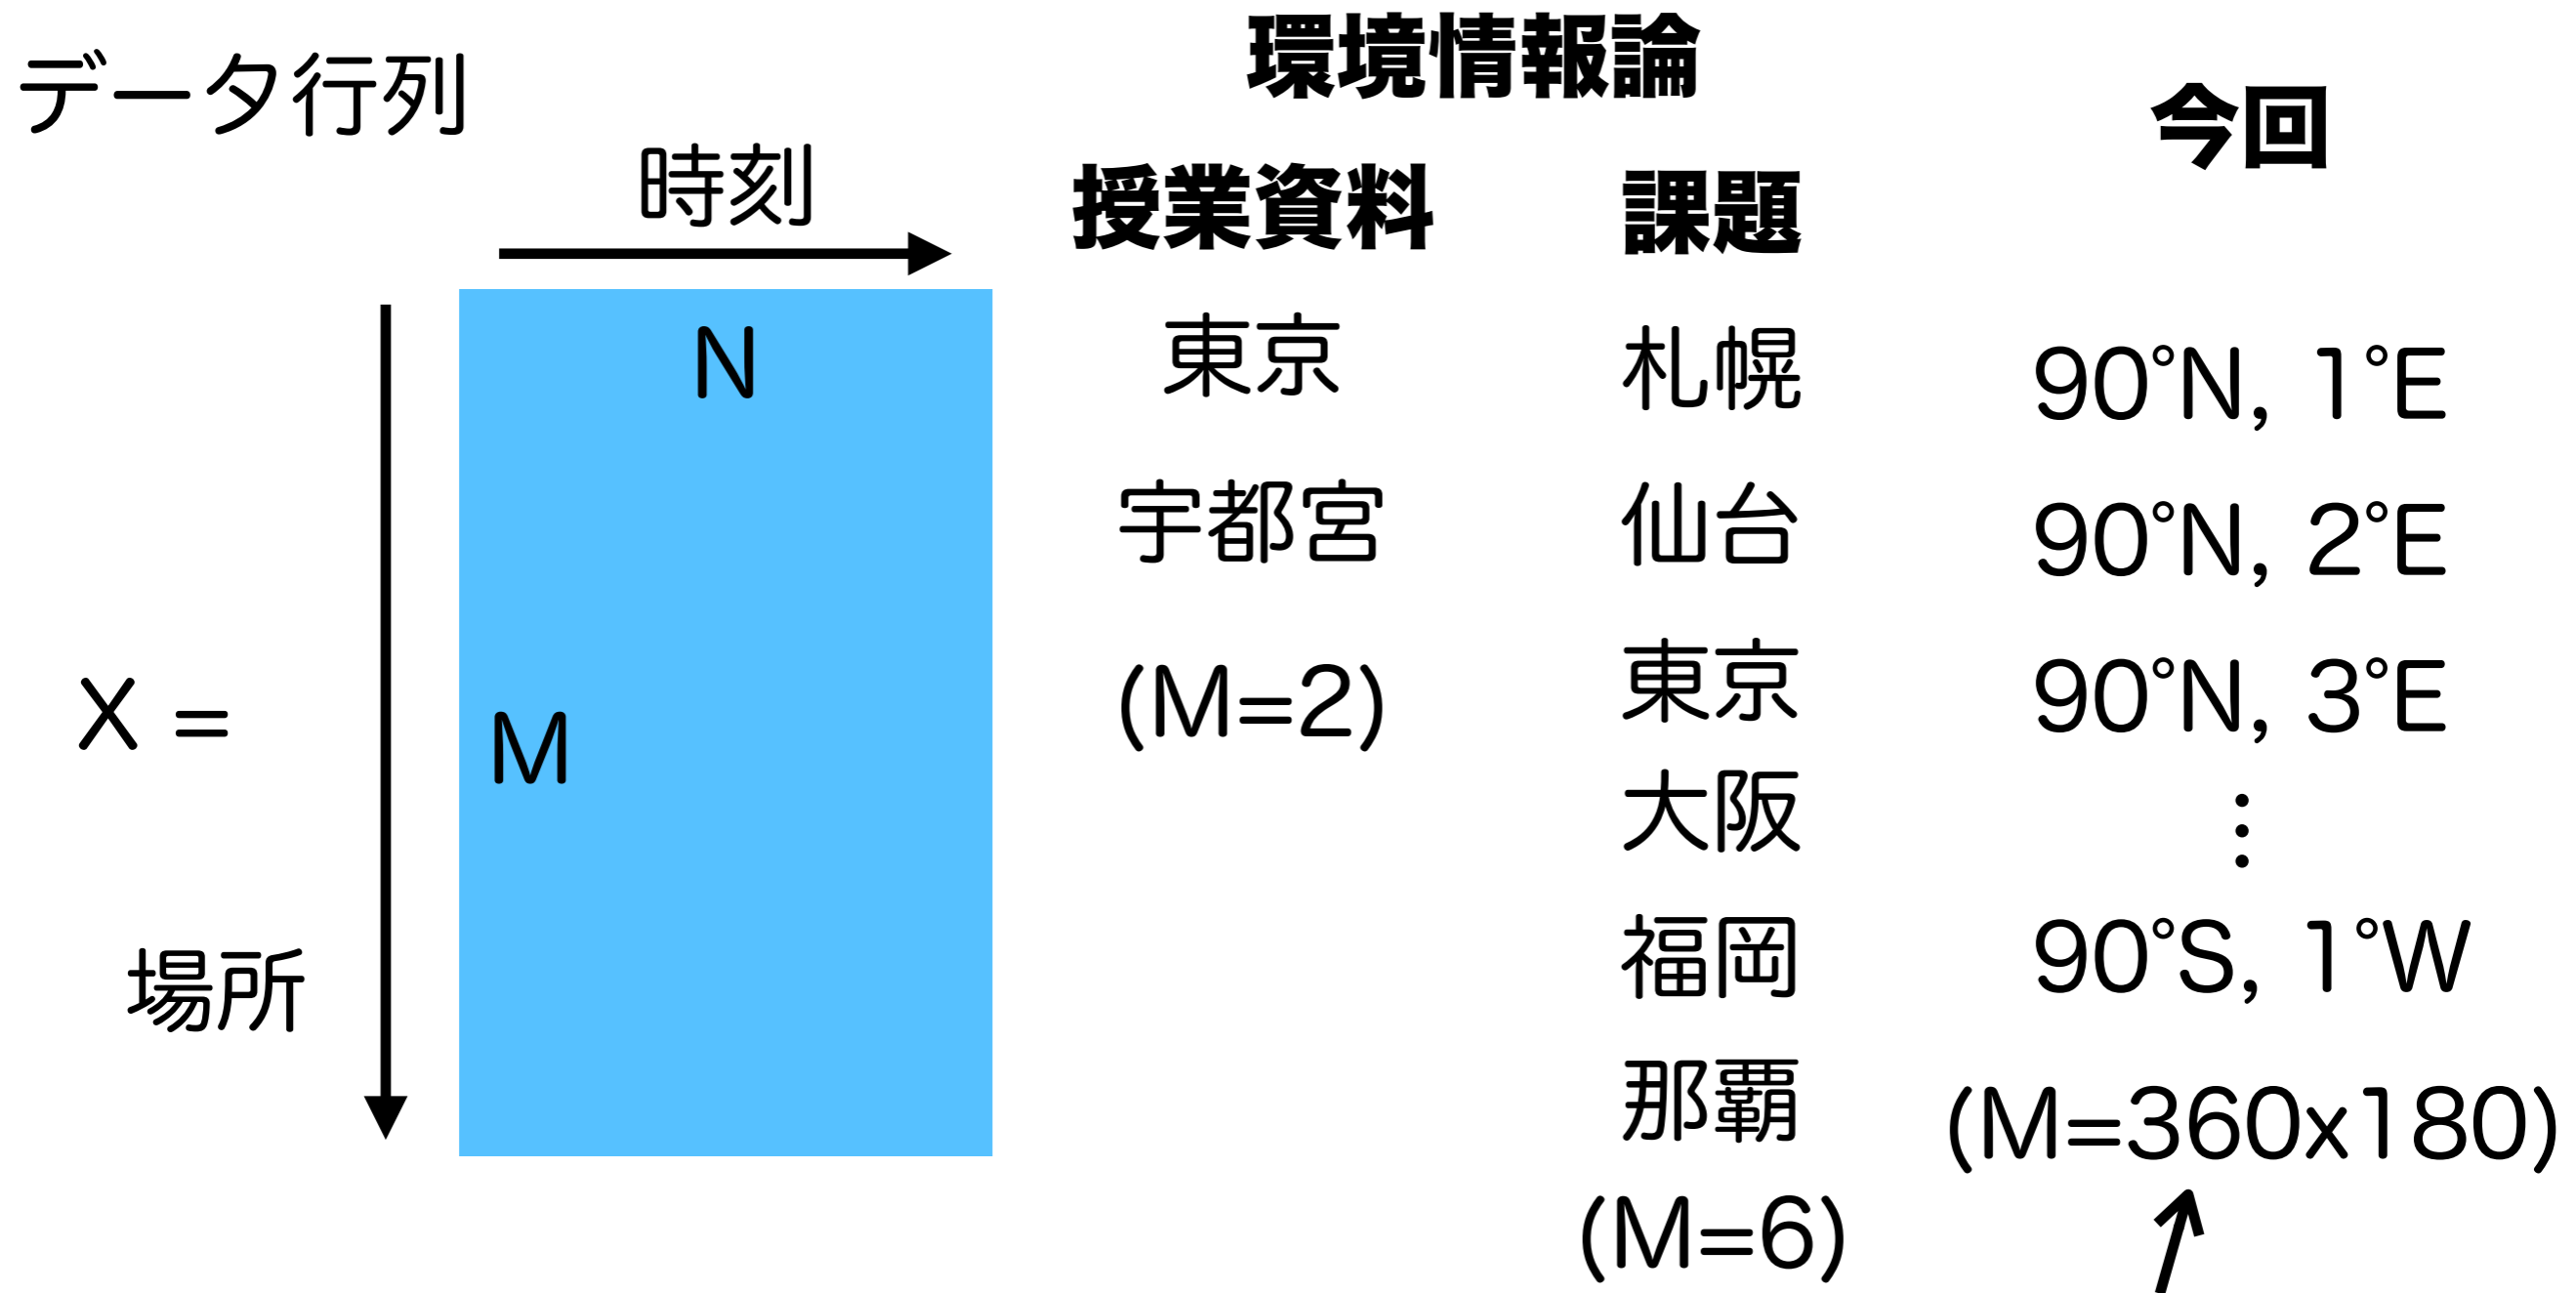 データ行列
時刻
N
X =
M
場所
環境情報論
授業資料
東京
宇都宮
(M=2)
課題
札幌
仙台
東京
大阪
福岡
那覇
(M=6)
今回
90°N, 1°E
90°N, 2°E
90°N, 3°E
⋮
90°S, 1°W
(M=360x180)